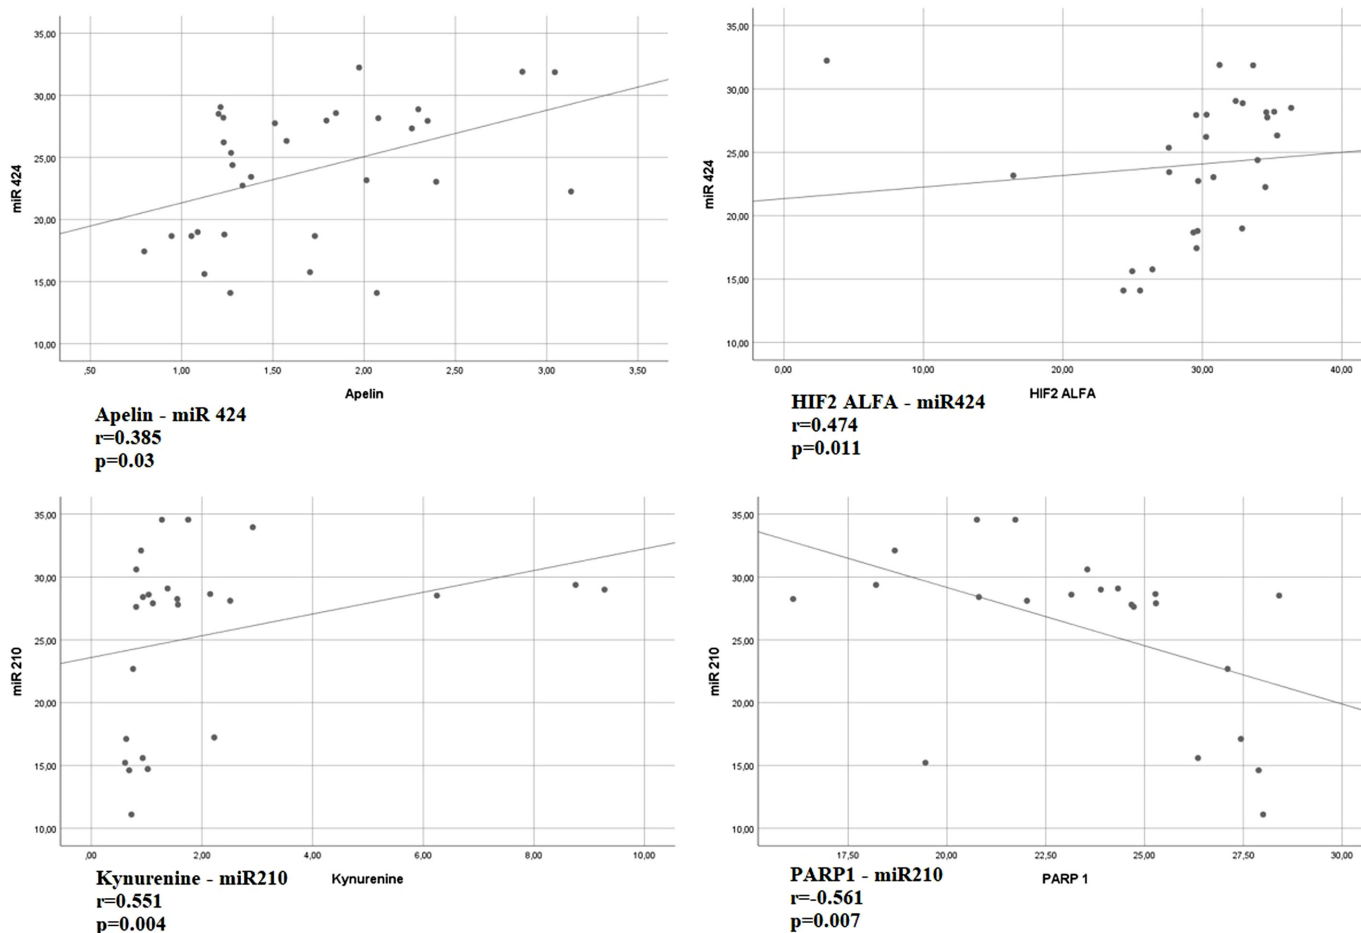 35,00
30,00
25,00
20,00
15,00
10,00
miR 424
,50 1,00 1,50 2,00 2,50 3,00 3,50
Apelin
Apelin - miR 424
r=0.385
p=0.03
35,00
30,00
25,00
20,00
15,00
10,00
miR 424
0,00 10,00 20,00 30,00 40,00
HIF2 ALFA
HIF2 ALFA - miR424
r=0.474
p=0.011
35,00
30,00
25,00
20,00
15,00
10,00
miR 210
,00 2,00 4,00 6,00 8,00 10,00
Kynurenine
Kynurenine - miR210
r=0.551
p=0.004
35,00
30,00
25,00
20,00
15,00
10,00
miR 210
17,50 20,00 22,50 25,00 27,50 30,00
PARP 1
PARP1 - miR210
r=-0.561
p=0.007